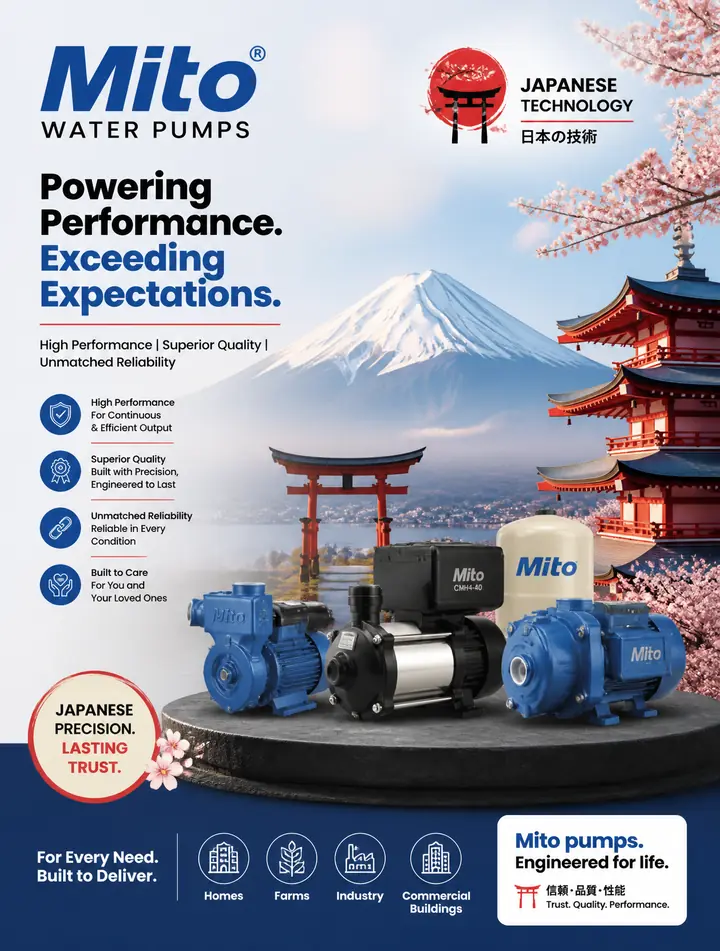 Mito®
WATER PUMPS
JAPANESE
TECHNOLOGY
日本の技術
Powering
Performance.
Exceeding
Expectations.
High Performance | Superior Quality |
Unmatched Reliability
High Performance
For Continuous
& Efficient Output
Superior Quality
Built with Precision,
Engineered to Last
Unmatched Reliability
Reliable in Every
Condition
Built to Care
For You and
Your Loved Ones
Mito
Mito
CMH4-40
Mito
Mito
JAPANESE
PRECISION.
LASTING
TRUST.
For Every Need.
Built to Deliver.
Homes
Farms
Industry
Commercial
Buildings
Mito pumps.
Engineered for life.
信頼・品質・性能
Trust. Quality. Performance.